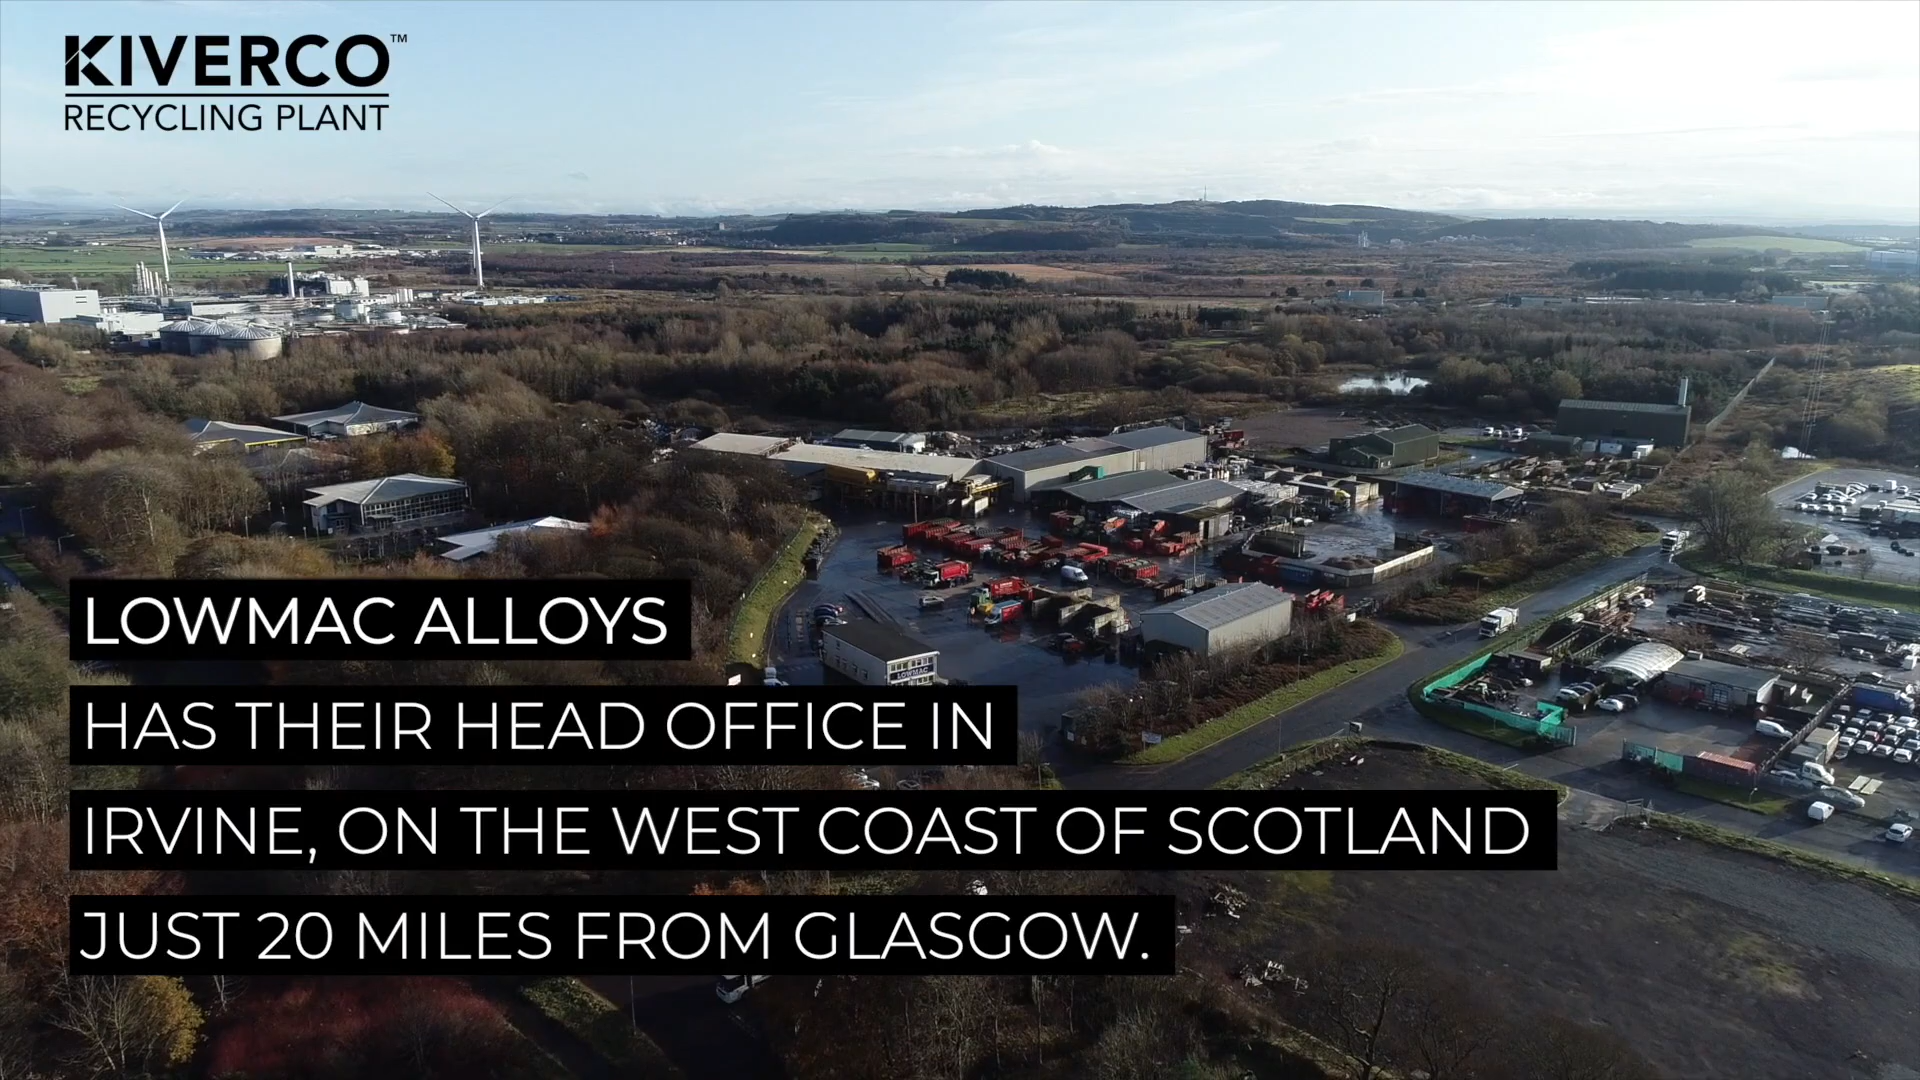 KIVERCO™
RECYCLING PLANT
LOWMAC
LOWMAC ALLOYS
HAS THEIR HEAD OFFICE IN
IRVINE, ON THE WEST COAST OF SCOTLAND
JUST 20 MILES FROM GLASGOW.